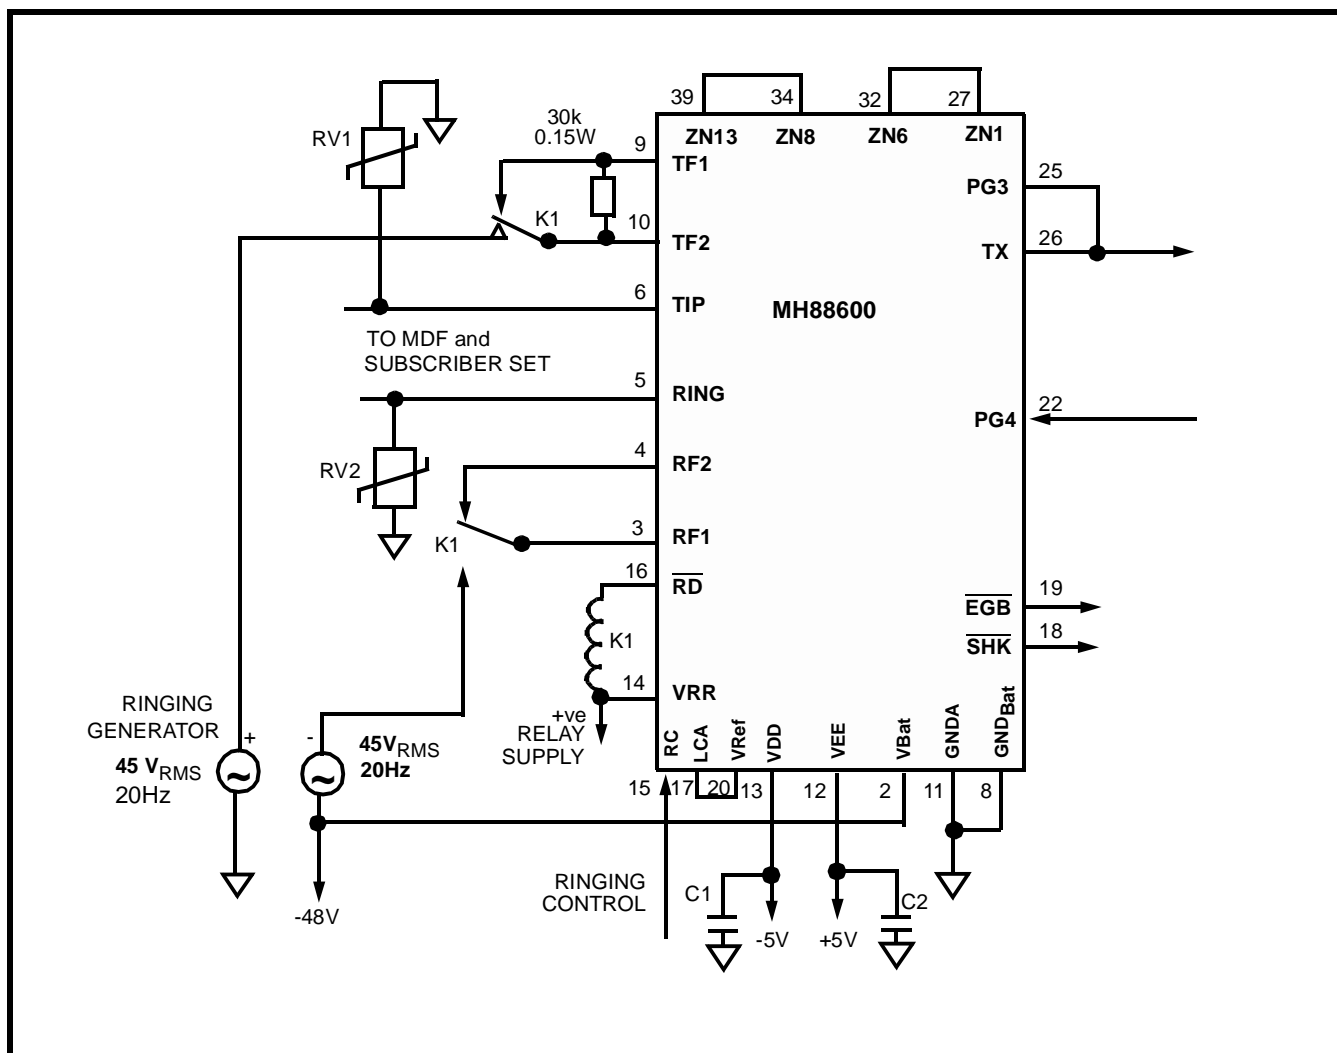 39
34
32
27
ZN13
ZN8
ZN6
ZN1
30k
0.15W
RV1
9
TF1
K1
10
TF2
6
TIP
MH88600
PG3
25
TX
26
TO MDF and
SUBSCRIBER SET
5
RING
PG4
22
4
RF2
RV2
K1
3
RF1
16
RD
K1
EGB
19
SHK
18
14
VRR
+ve
RELAY
SUPPLY
RINGING
GENERATOR
+
45 VRMS
20Hz
-
45VRMS
20Hz
RC
LCA
VRef
VDD
VEE
VBat
GNDA
GNDBat
15
17
20
13
12
2
11
8
-48V
RINGING
CONTROL
C1
-5V
+5V
C2